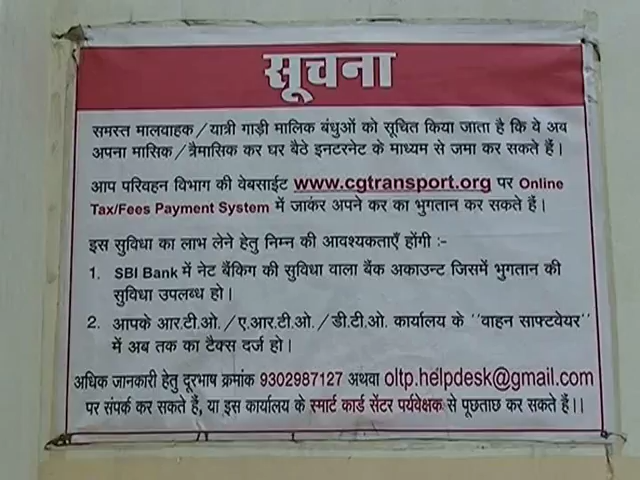 सूचना
समस्त मालवाहक/यात्री गाड़ी मालिक बंधुओं को सूचित किया जाता है कि वे अब
अपना मासिक/त्रैमासिक कर घर बैठे इनटरनेट के माध्यम से जमा कर सकते हैं।
आप परिवहन विभाग की वेबसाईट www.cgtransport.org पर Online
Tax/Fees Payment System में जाकर अपने कर का भुगतान कर सकते हैं।
इस सुविधा का लाभ लेने हेतु निम्न की आवश्यकताएँ होंगी :-
1. SBI Bank में नेट बैंकिग की सुविधा वाला बैंक अकाउन्ट जिसमें भुगतान की
सुविधा उपलब्ध हो।
2. आपके आर.टी.ओ./ए.आर.टी.ओ./डी.टी.ओ. कार्यालय के "वाहन साफ्टवेयर"
में अब तक का टैक्स दर्ज हो।
अधिक जानकारी हेतु दूरभाष क्रमांक 9302987127 अथवा oltp.helpdesk@gmail.com
पर संपर्क कर सकते हैं, या इस कार्यालय के स्मार्ट कार्ड सेंटर पर्यवेक्षक से पूछताछ कर सकते हैं।।